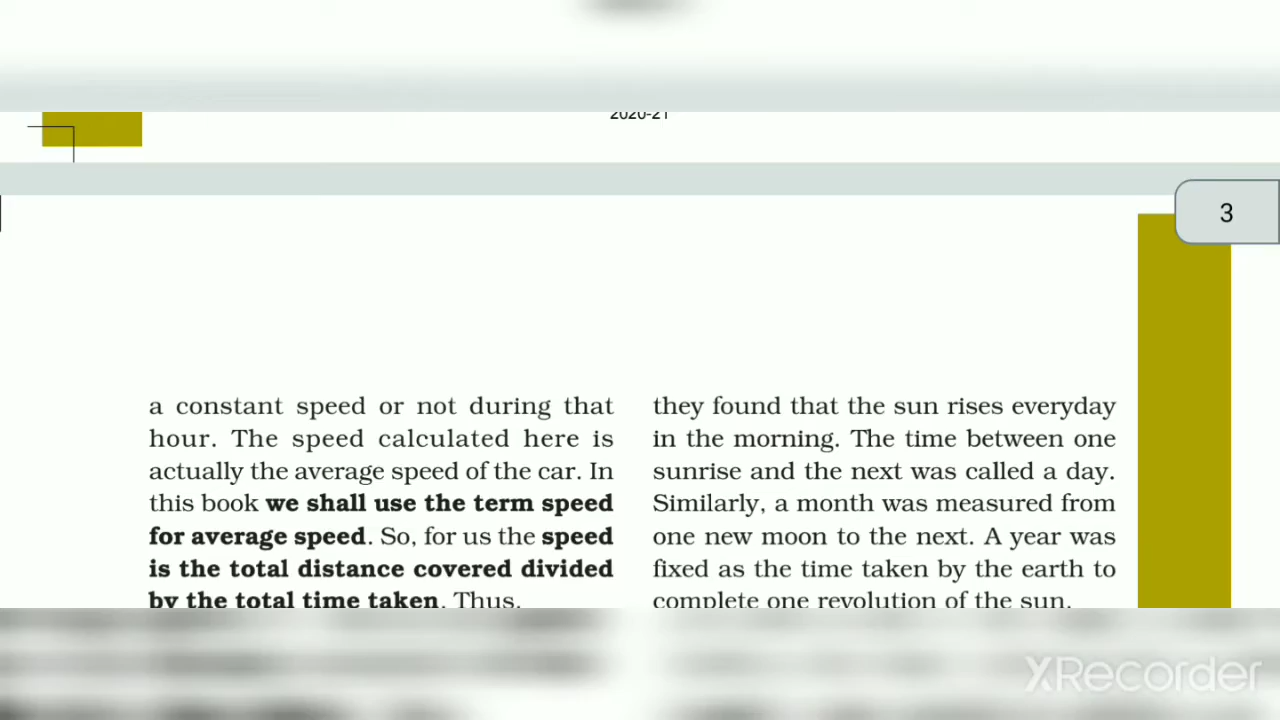 2020-21
3
a constant speed or not during that
hour. The speed calculated here is
actually the average speed of the car. In
this book we shall use the term speed
for average speed. So, for us the speed
is the total distance covered divided
by the total time taken. Thus,
they found that the sun rises everyday
in the morning. The time between one
sunrise and the next was called a day.
Similarly, a month was measured from
one new moon to the next. A year was
fixed as the time taken by the earth to
complete one revolution of the sun.
XRecorder